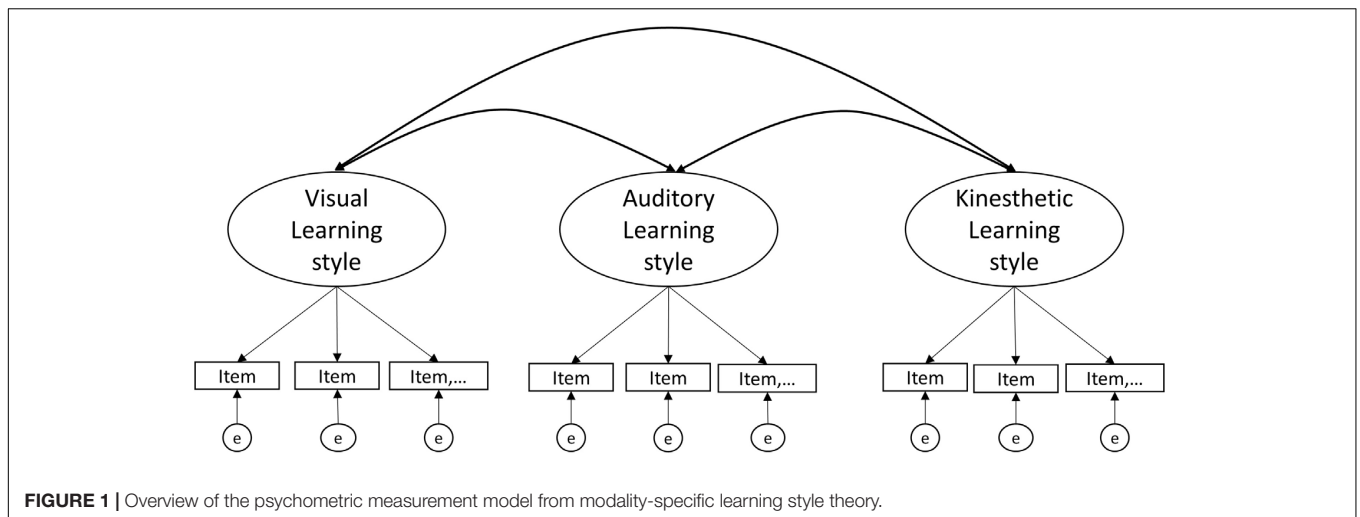 Visual
Learning
style
Auditory
Learning
style
Kinesthetic
Learning
style
Item
Item
Item,...
Item
Item
Item,...
Item
Item
Item,...
e
e
e
e
e
e
e
e
e
FIGURE 1 | Overview of the psychometric measurement model from modality-specific learning style theory.